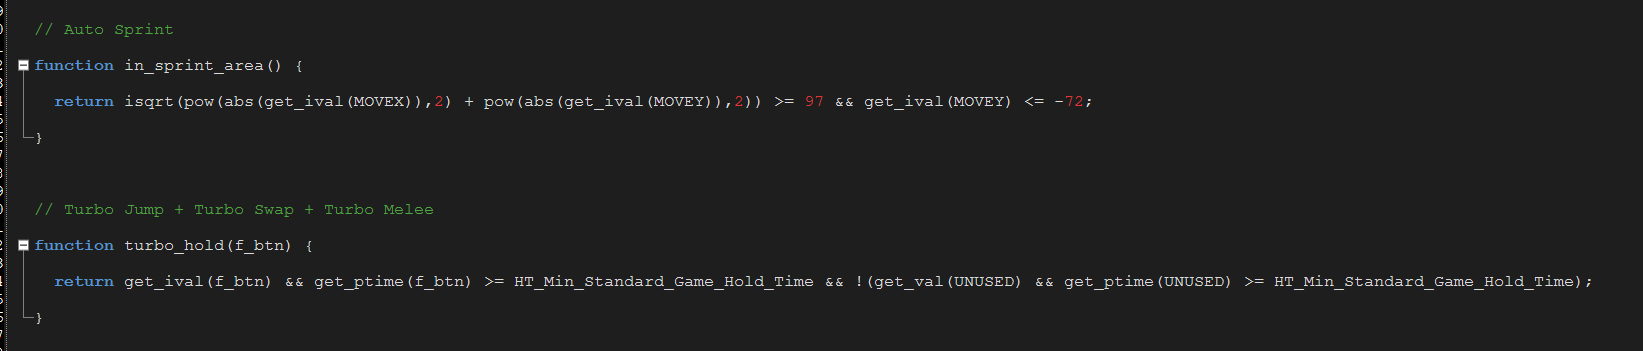 // Auto Sprint
function in_sprint_area() {
return isqrt(pow(abs(get_ival(MOVEX)),2) + pow(abs(get_ival(MOVEY)),2)) >= 97 && get_ival(MOVEY) <= -72;
}
// Turbo Jump + Turbo Swap + Turbo Melee
function turbo_hold(f_btn) {
return get_ival(f_btn) && get_ptime(f_btn) >= HT_Min_Standard_Game_Hold_Time && !(get_val(UNUSED) && get_ptime(UNUSED) >= HT_Min_Standard_Game_Hold_Time);
}